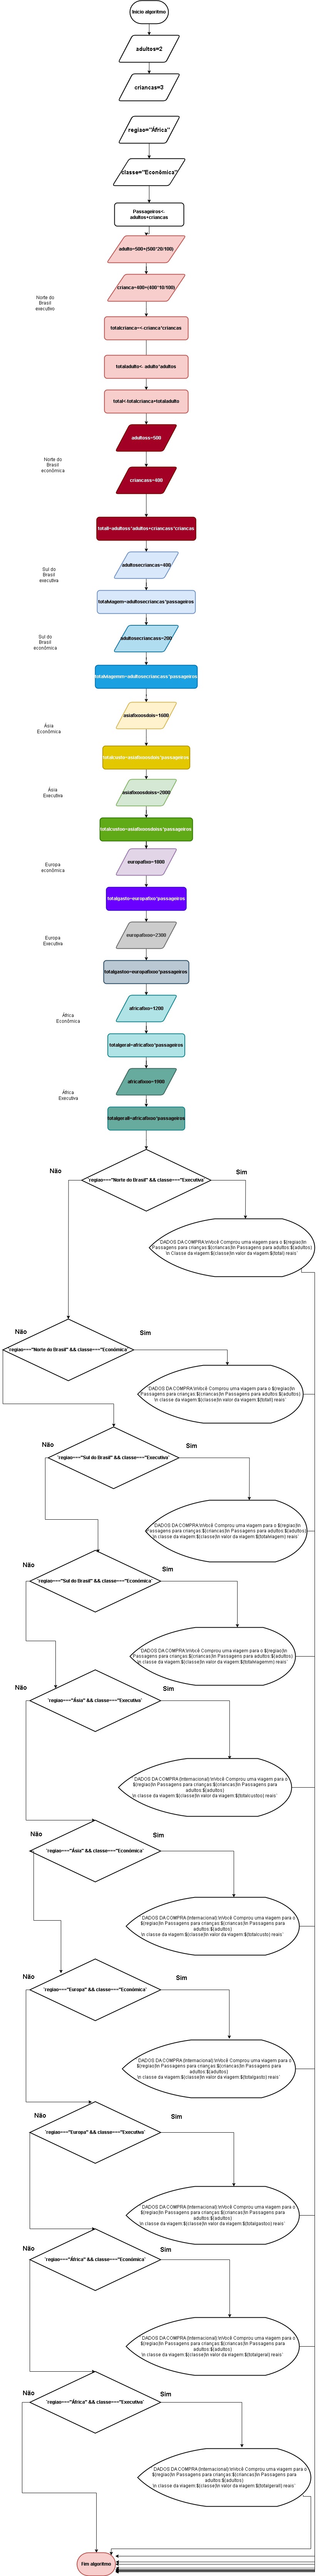 Início algorítmo
adultos=2
criancas=3
regiao="África"
classe="Econômica"
Passageiros<-
adultos+criancas
adulto=500+(500*20/100)
Norte do
Brasil
executivo
crianca=400+(400*10/100)
totalcrianca=<-crianca*criancas
totaladulto<- adulto*adultos
total<-totalcrianca+totaladulto
adultoss=500
Norte do
Brasil
econômica
criancass=400
totall=adultoss*adultos+criancass*criancas
adultosecriancas=400
Sul do
Brasil
executiva
totalviagem=adultosecriancas*passageiros
adultosecriancass=200
Sul do
Brasil
econômica
totalviagemm=adultosecriancass*passageiros
asiafixoosdois=1600
Ásia
Econômica
totalcusto=asiafixoosdois*passageiros
asiafixosdoiss=2000
Ásia
Executiva
totalcustoo=asiafixosdoiss*passageiros
europafixo=1800
Europa
econômica
totalgasto=europafixo*passageiros
europafixoo=2300
Europa
Executiva
totalgastoo=europafixoo*passageiros
africafixo=1200
África
Econômica
totalgeral=africafixo*passageiros
africafixoo=1800
África
Executiva
totalgerall=africafixoo*passageiros
Não
Sim
`regiao==="Norte do Brasil" && classe==="Executiva`
`DADOS DA COMPRA:\nVocê Comprou uma viagem para o ${regiao}\n
Passagens para crianças:${criancas}\n Passagens para adultos:${adultos}
\n Classe da viagem:${classe}\n valor da viagem:${total} reais`
Não
Sim
`regiao==="Norte do Brasil" && classe==="Econômica`
`DADOS DA COMPRA:\nVocê Comprou uma viagem para o ${regiao}\n
Passagens para crianças:${criancas}\n Passagens para adultos:${adultos}
\n classe da viagem:${classe}\n valor da viagem:${totall} reais`
Não
Sim
`regiao==="Sul do Brasil" && classe==="Executiva`
`DADOS DA COMPRA:\nVocê Comprou uma viagem para o ${regiao}\n
Passagens para crianças:${criancas}\n Passagens para adultos:${adultos}
\n classe da viagem:${classe}\n valor da viagem:${totalviagem} reais`
Não
Sim
`regiao==="Sul do Brasil" && classe==="Econômica`
`DADOS DA COMPRA:\nVocê Comprou uma viagem para o ${regiao}\n
Passagens para crianças:${criancas}\n Passagens para adultos:${adultos}
\n classe da viagem:${classe}\n valor da viagem:${totalviagemm} reais`
Não
Sim
`regiao==="Ásia" && classe==="Executiva`
`DADOS DA COMPRA (Internacional):\nVocê Comprou uma viagem para o
${regiao}\n Passagens para crianças:${criancas}\n Passagens para
adultos:${adultos}
\n classe da viagem:${classe}\n valor da viagem:${totalcustoo} reais`
Não
Sim
`regiao==="Ásia" && classe==="Econômica`
`DADOS DA COMPRA (Internacional):\nVocê Comprou uma viagem para o
${regiao}\n Passagens para crianças:${criancas}\n Passagens para
adultos:${adultos}
\n classe da viagem:${classe}\n valor da viagem:${totalcusto} reais`
Não
Sim
`regiao==="Europa" && classe==="Econômica`
`DADOS DA COMPRA (Internacional):\nVocê Comprou uma viagem para o
${regiao}\n Passagens para crianças:${criancas}\n Passagens para
adultos:${adultos}
\n classe da viagem:${classe}\n valor da viagem:${totalgasto} reais`
Não
Sim
`regiao==="Europa" && classe==="Executiva`
`DADOS DA COMPRA (Internacional):\nVocê Comprou uma viagem para o
${regiao}\n Passagens para crianças:${criancas}\n Passagens para
adultos:${adultos}
\n classe da viagem:${classe}\n valor da viagem:${totalgastoo} reais`
Não
Sim
`regiao==="África" && classe==="Econômica`
`DADOS DA COMPRA (Internacional):\nVocê Comprou uma viagem para o
${regiao}\n Passagens para crianças:${criancas}\n Passagens para
adultos:${adultos}
\n classe da viagem:${classe}\n valor da viagem:${totalgeral} reais`
Não
Sim
`regiao==="África" && classe==="Executiva`
`DADOS DA COMPRA (Internacional):\nVocê Comprou uma viagem para o
${regiao}\n Passagens para crianças:${criancas}\n Passagens para
adultos:${adultos}
\n classe da viagem:${classe}\n valor da viagem:${totalgerall} reais`
Fim algorítmo